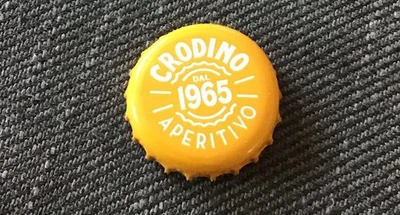 CRODINO
DAL
1965
APERITIVO